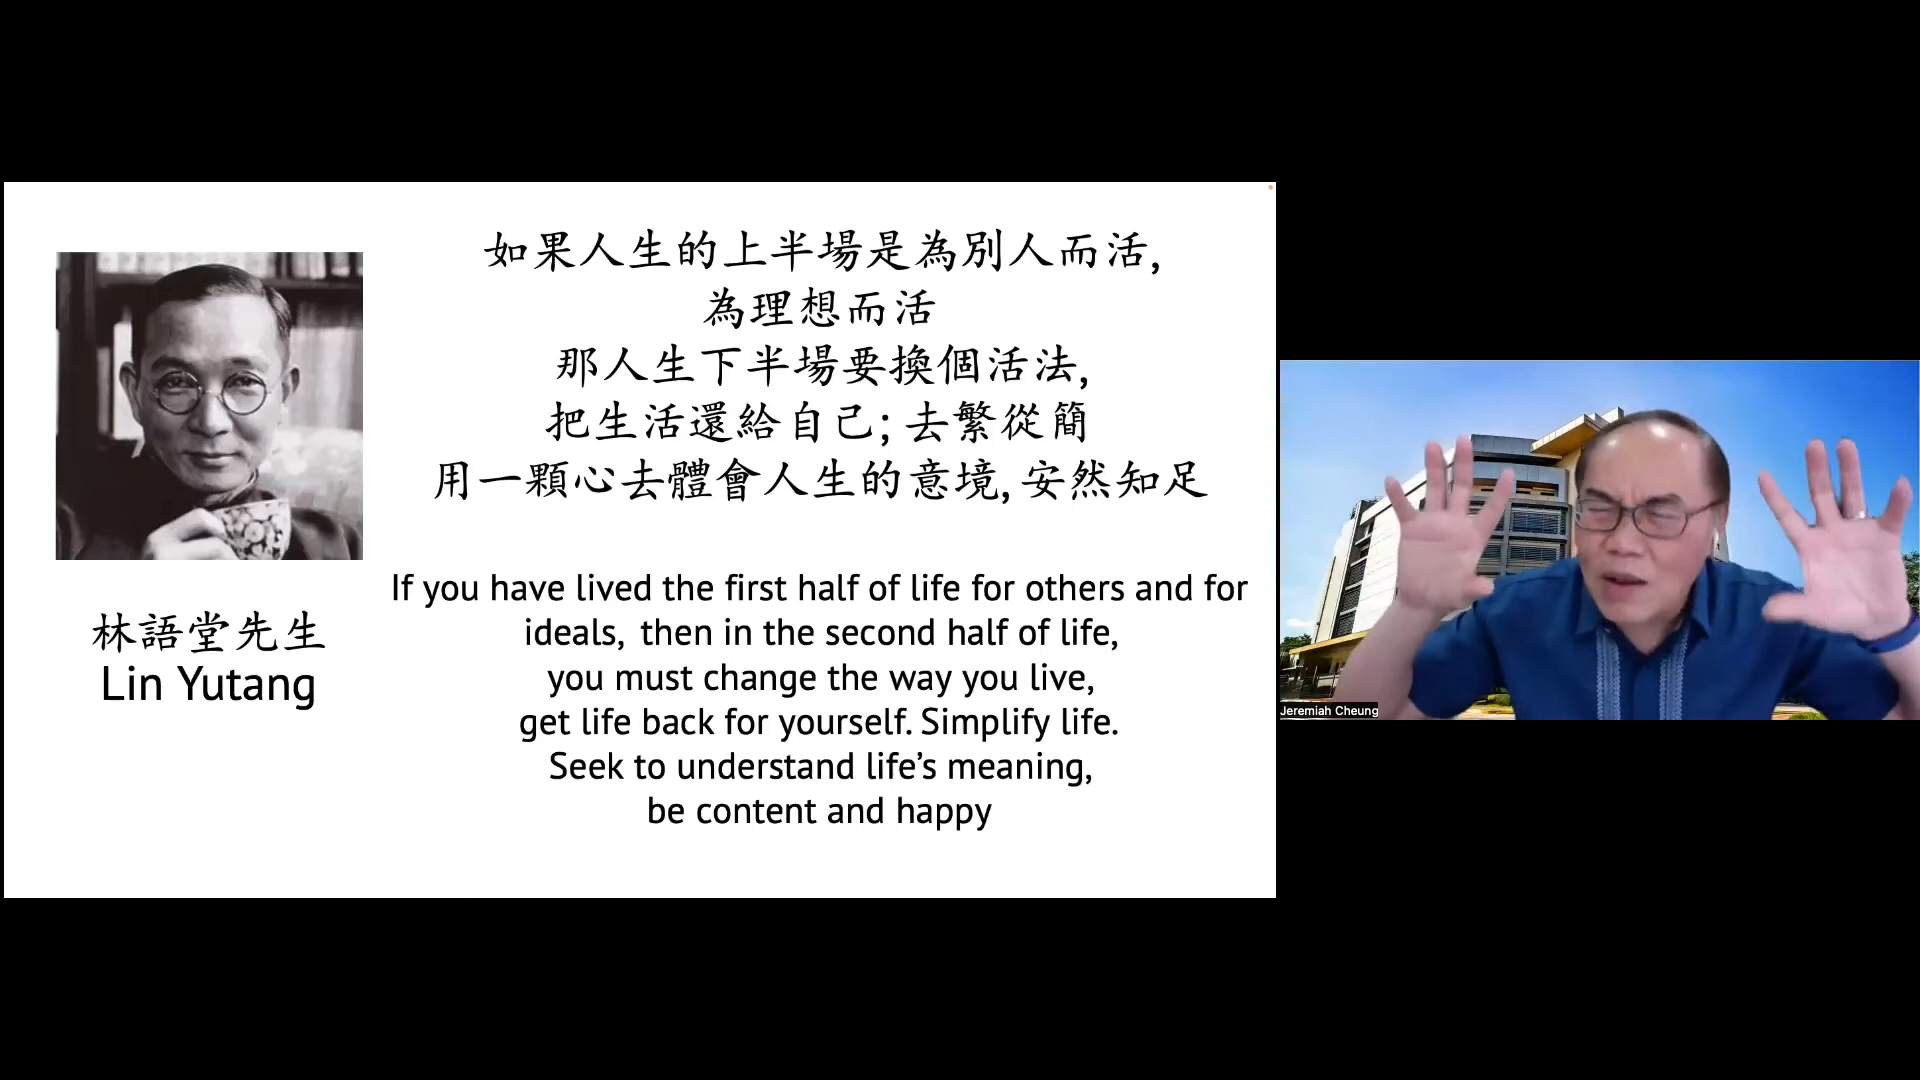 如果人生的上半場是為別人而活,
為理想而活
那人生下半場要換個活法,
把生活還給自己; 去繁從簡
用一顆心去體會人生的意境, 安然知足
If you have lived the first half of life for others and for
ideals, then in the second half of life,
you must change the way you live,
get life back for yourself. Simplify life.
Seek to understand life’s meaning,
be content and happy
林語堂先生
Lin Yutang
Jeremiah Cheung